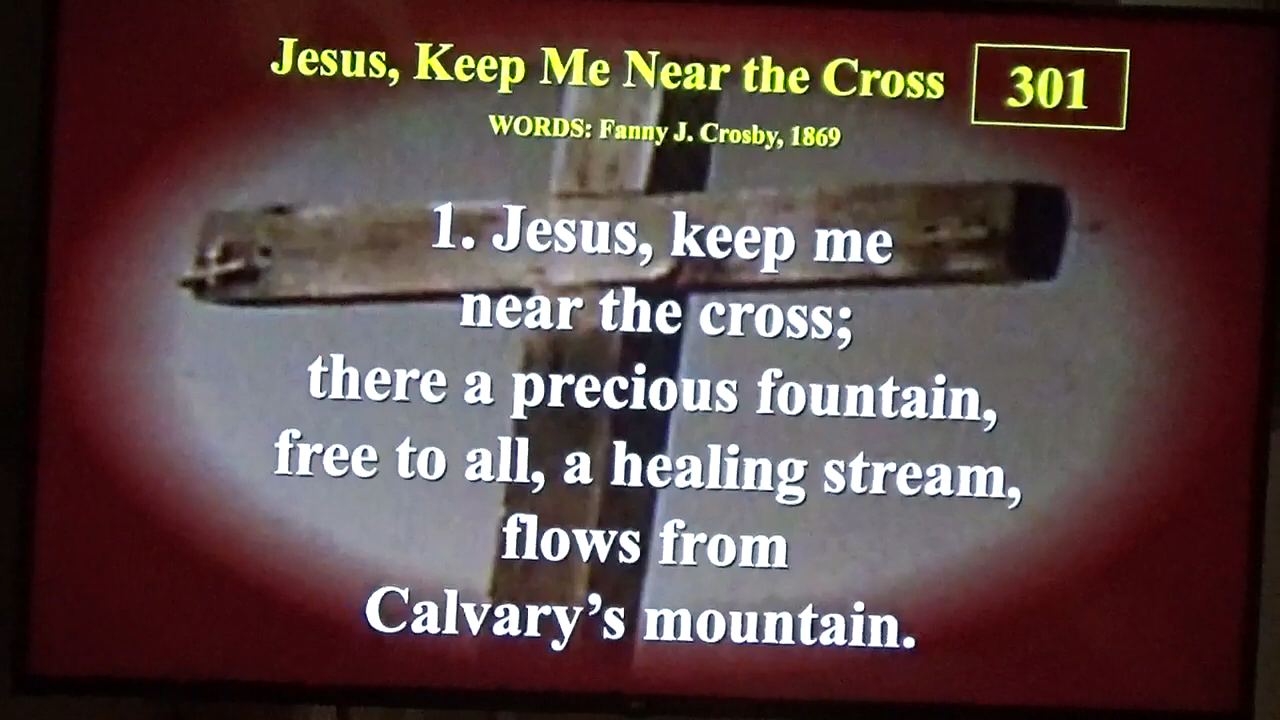 Jesus, Keep Me Near the Cross 301
WORDS: Fanny J. Crosby, 1869
1. Jesus, keep me
near the cross;
there a precious fountain,
free to all, a healing stream,
flows from
Calvary’s mountain.